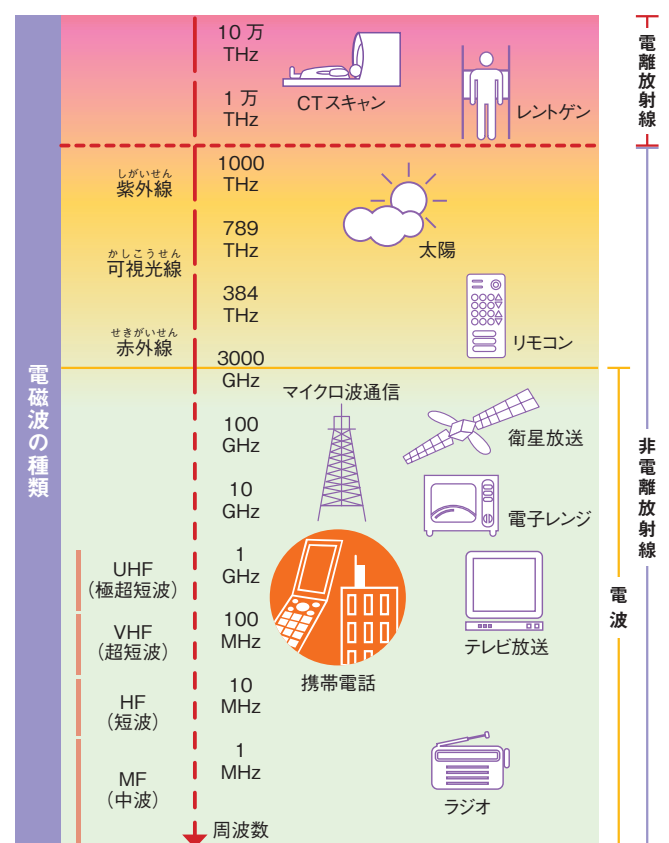 電磁波の種類
10万
THz
CTスキャン
レントゲン
1万
THz
電離放射線
1000
THz
しがいせん
紫外線
太陽
789
THz
かしこうせん
可視光線
384
THz
リモコン
せきがいせん
赤外線
3000
GHz
マイクロ波通信
100
GHz
衛星放送
10
GHz
電子レンジ
非電離放射線
電波
UHF
(極超短波)
1
GHz
VHF
(超短波)
100
MHz
テレビ放送
携帯電話
HF
(短波)
10
MHz
MF
(中波)
1
MHz
ラジオ
周波数